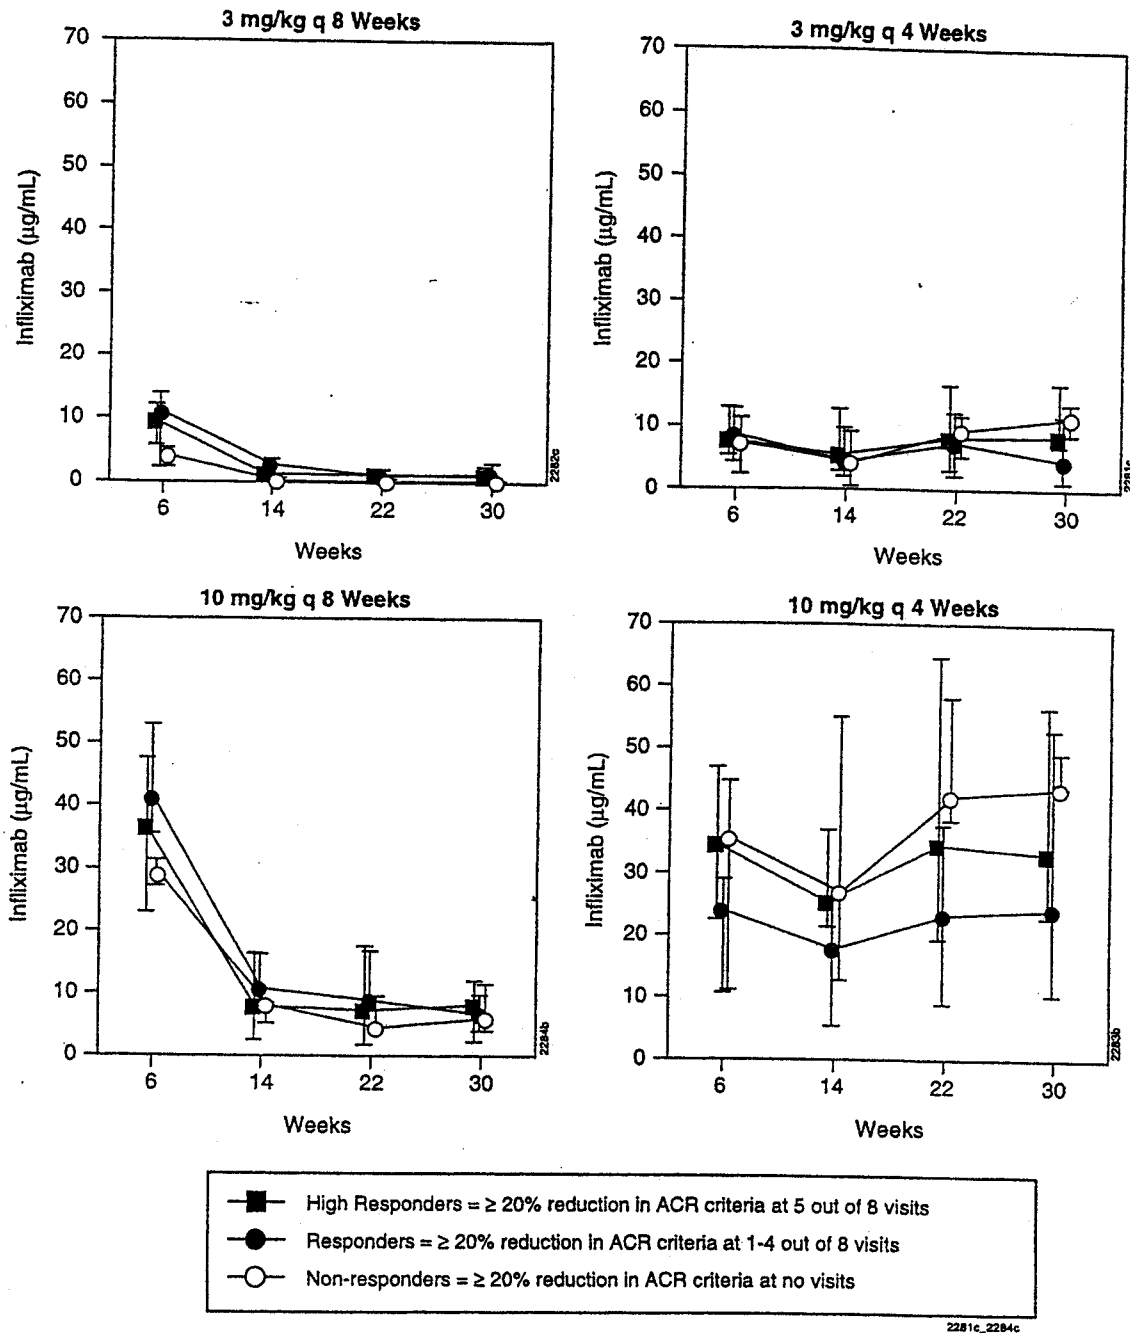 3 mg/kg q 8 Weeks
70
60
50
40
30
20
10
0
Infliximab (μg/mL)
6 14 22 30
Weeks
2282c
3 mg/kg q 4 Weeks
70
60
50
40
30
20
10
0
Infliximab (μg/mL)
6 14 22 30
Weeks
2281c
10 mg/kg q 8 Weeks
70
60
50
40
30
20
10
0
Infliximab (μg/mL)
6 14 22 30
Weeks
2284b
10 mg/kg q 4 Weeks
70
60
50
40
30
20
10
0
Infliximab (μg/mL)
6 14 22 30
Weeks
2283b
High Responders = ≥ 20% reduction in ACR criteria at 5 out of 8 visits
Responders = ≥ 20% reduction in ACR criteria at 1-4 out of 8 visits
Non-responders = ≥ 20% reduction in ACR criteria at no visits
2281c_2284c